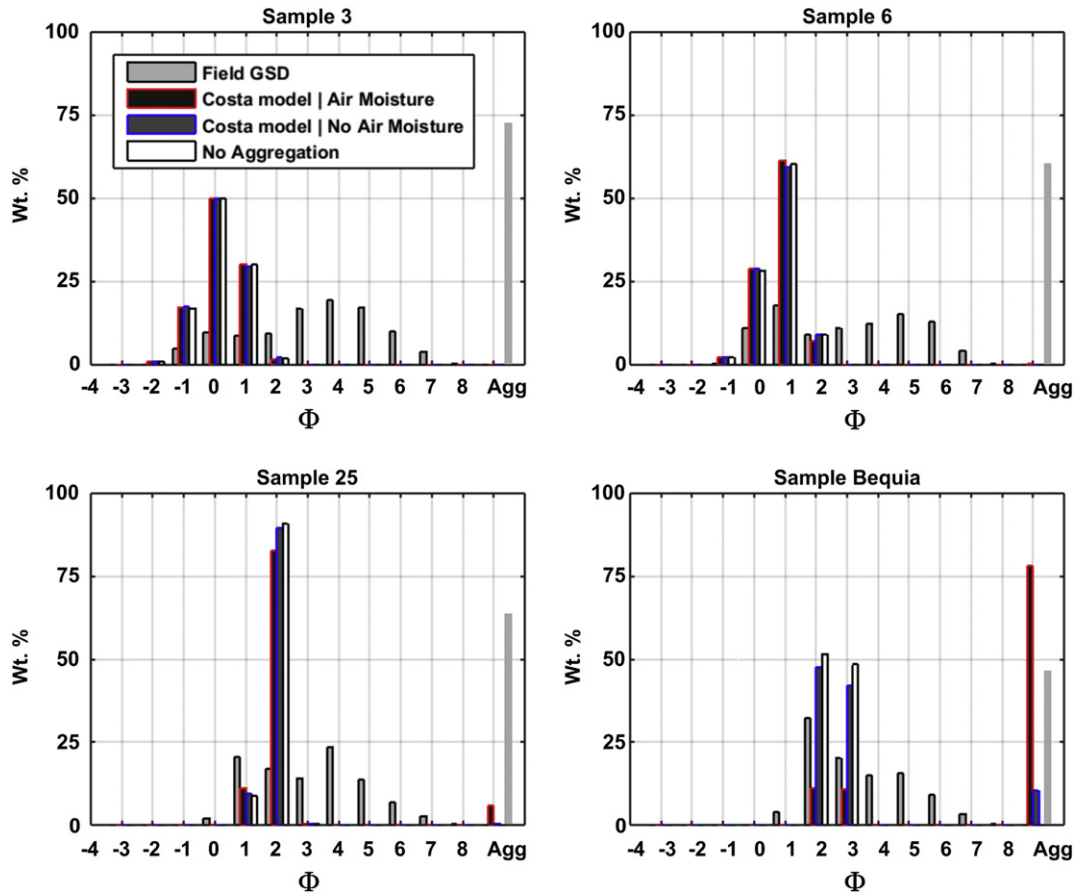 Sample 3
100
75
50
25
0
Wt. %
Field GSD
Costa model | Air Moisture
Costa model | No Air Moisture
No Aggregation
-4 -3 -2 -1 0 1 2 3 4 5 6 7 8 Agg
Φ
Sample 6
100
75
50
25
0
Wt. %
-4 -3 -2 -1 0 1 2 3 4 5 6 7 8 Agg
Φ
Sample 25
100
75
50
25
0
Wt. %
-4 -3 -2 -1 0 1 2 3 4 5 6 7 8 Agg
Φ
Sample Bequia
100
75
50
25
0
Wt. %
-4 -3 -2 -1 0 1 2 3 4 5 6 7 8 Agg
Φ